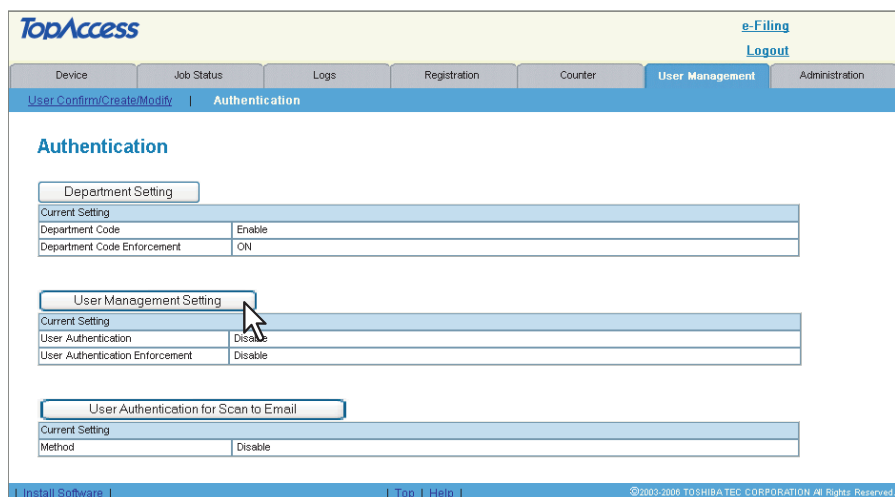 TopAccess
e-Filing
Logout
Device Job Status Logs Registration Counter User Management Administration
User Confirm/Create/Modify | Authentication
Authentication
Department Setting
Current Setting
Department Code Enable
Department Code Enforcement ON
User Management Setting
Current Setting
User Authentication Disable
User Authentication Enforcement Disable
User Authentication for Scan to Email
Current Setting
Method Disable
| Install Software | | Top | Help | ©2003-2006 TOSHIBA TEC CORPORATION All Rights Reserved